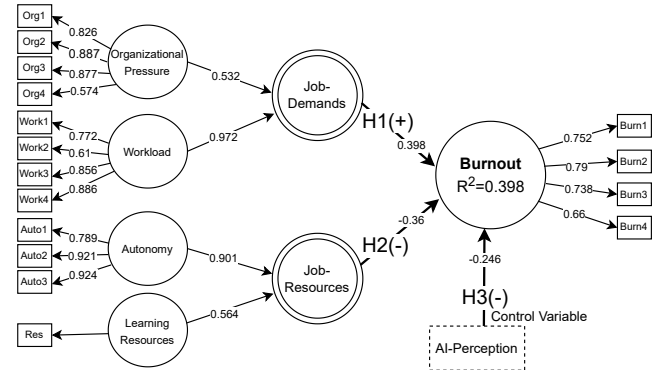 Org1
Org2
Org3
Org4
0.826
0.887
0.877
0.574
Organizational
Pressure
0.532
Work1
Work2
Work3
Work4
0.772
0.61
0.856
0.886
Workload
0.972
Job-
Demands
H1(+)
0.398
Auto1
Auto2
Auto3
0.789
0.921
0.924
Autonomy
0.901
Res
Learning
Resources
0.564
Job-
Resources
H2(-)
-0.36
Burnout
R²=0.398
0.752
0.79
0.738
0.66
Burn1
Burn2
Burn3
Burn4
-0.246
H3(-)
Control Variable
AI-Perception